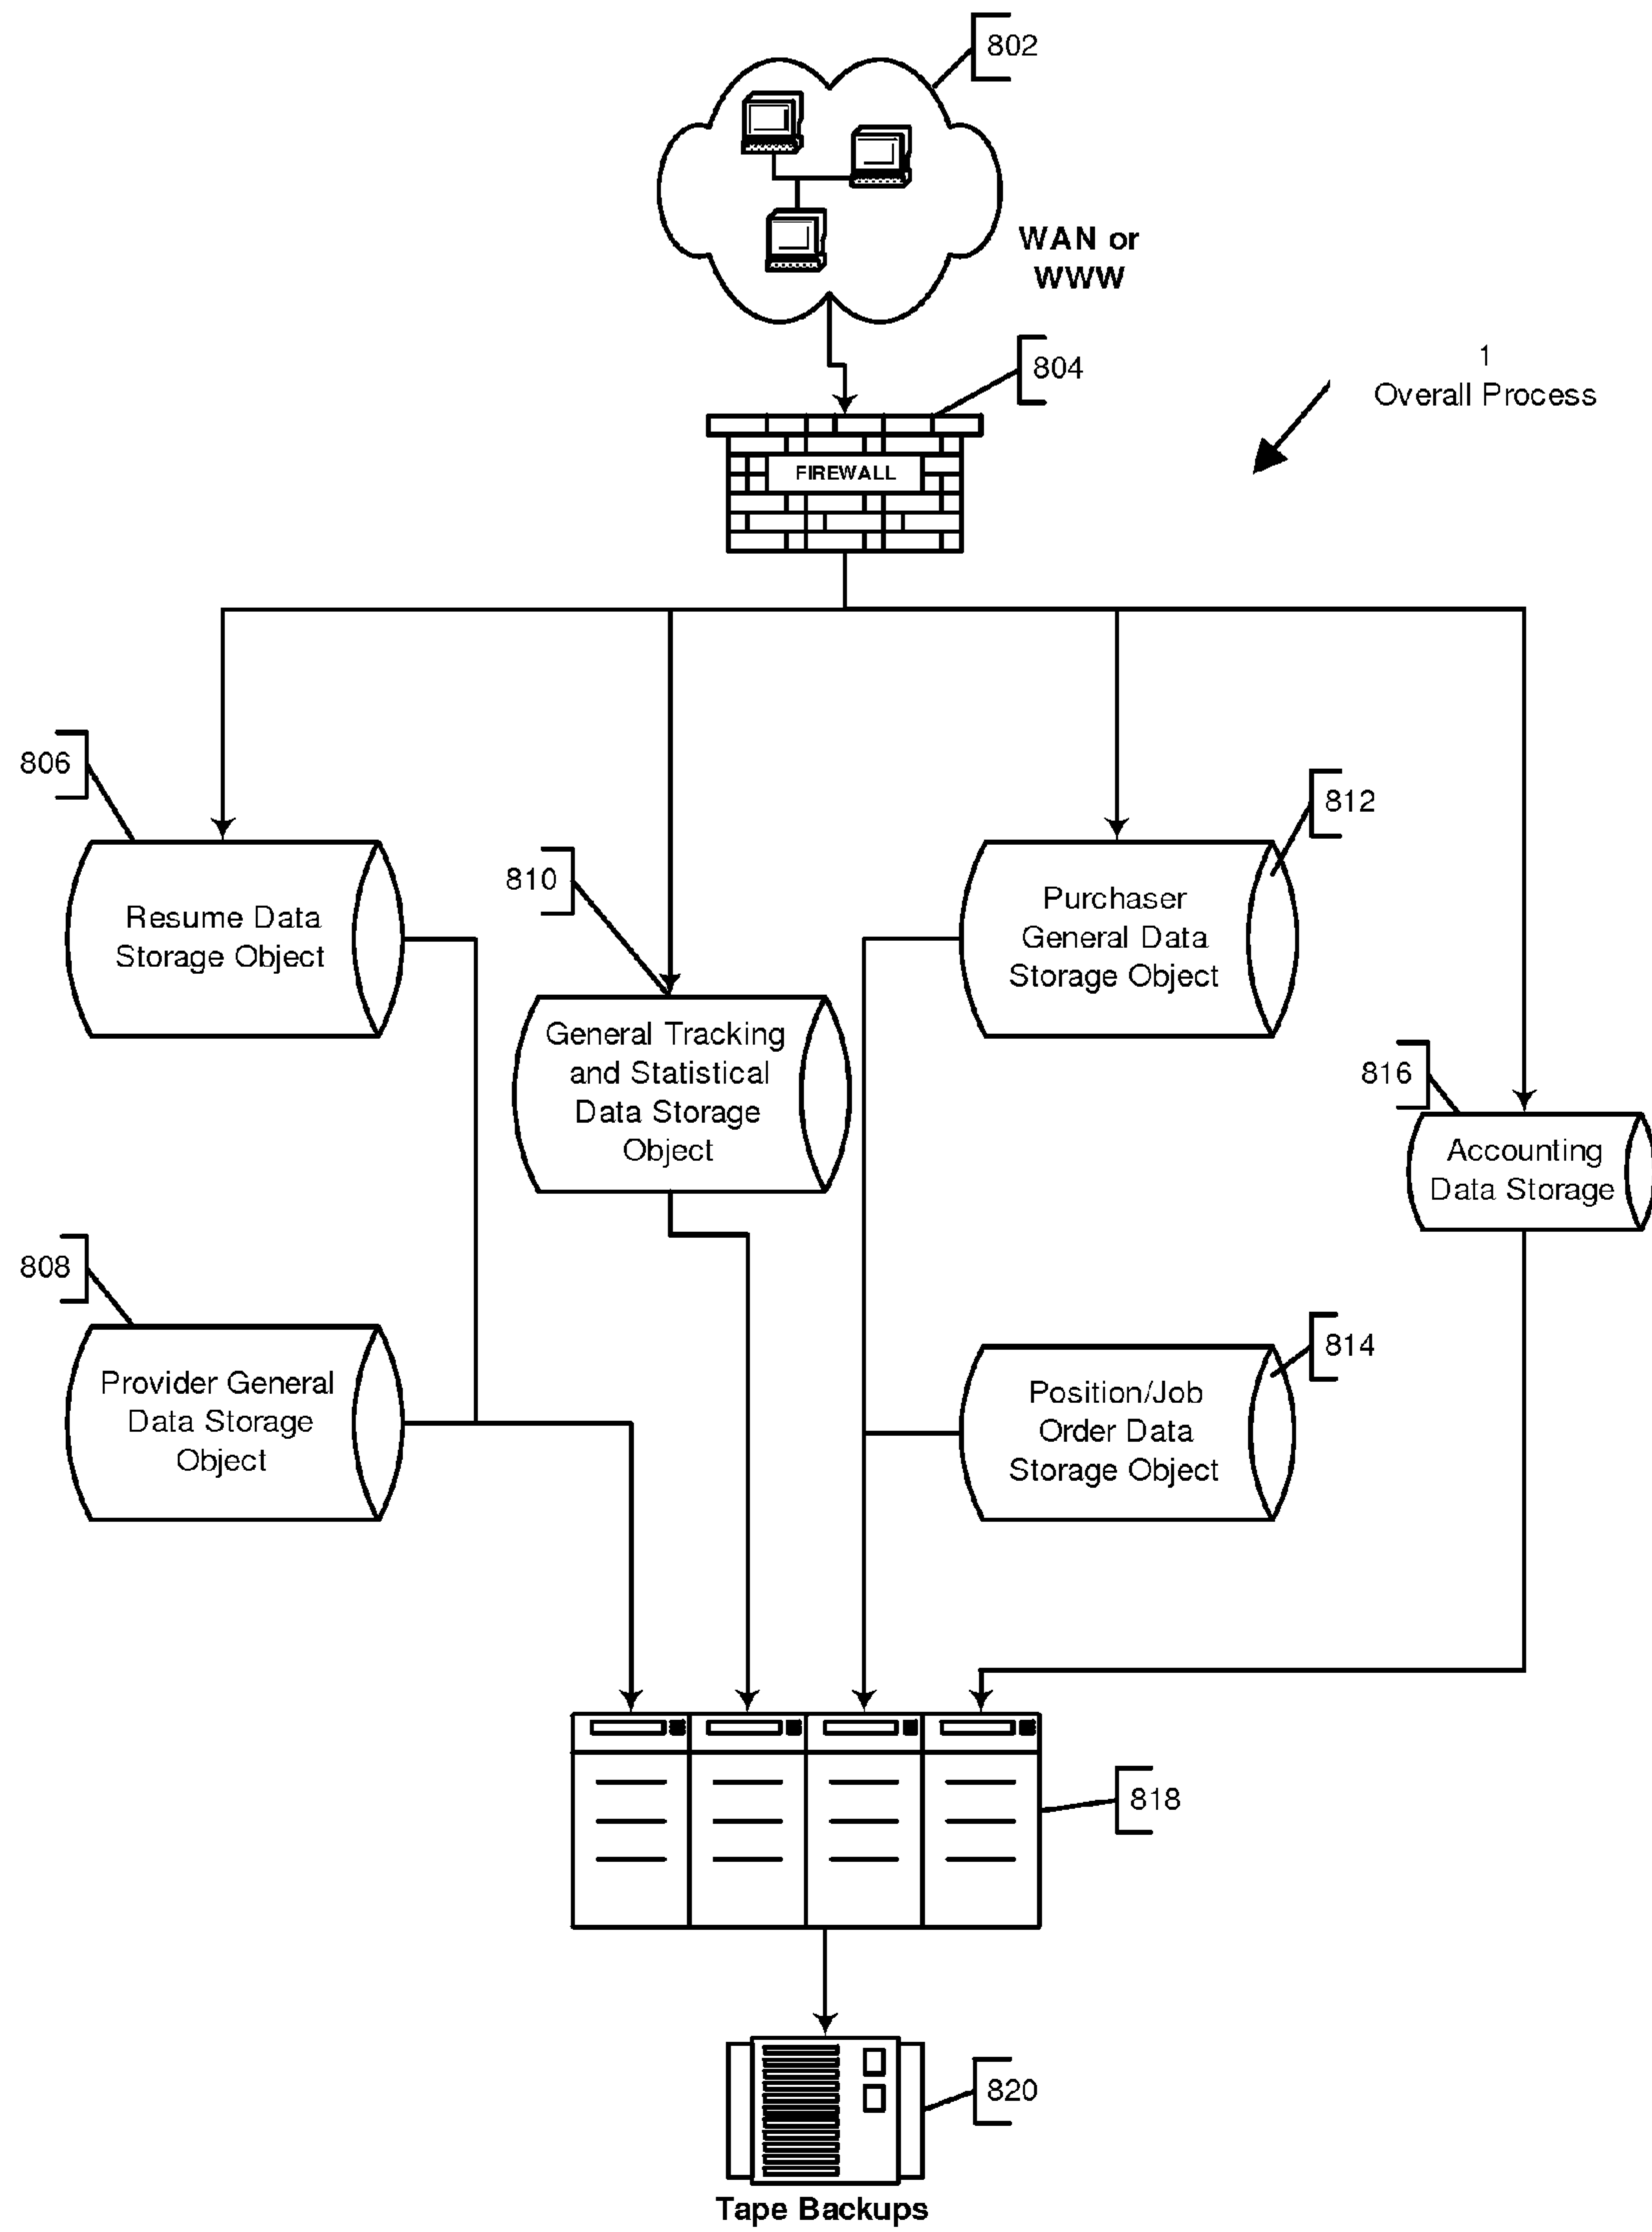 802
WAN or
WWW
804
1
Overall Process
FIREWALL
806
812
810
Purchaser
General Data
Storage Object
Resume Data
Storage Object
General Tracking
and Statistical
Data Storage
Object
816
Accounting
Data Storage
808
814
Provider General
Data Storage
Object
Position/Job
Order Data
Storage Object
818
820
Tape Backups